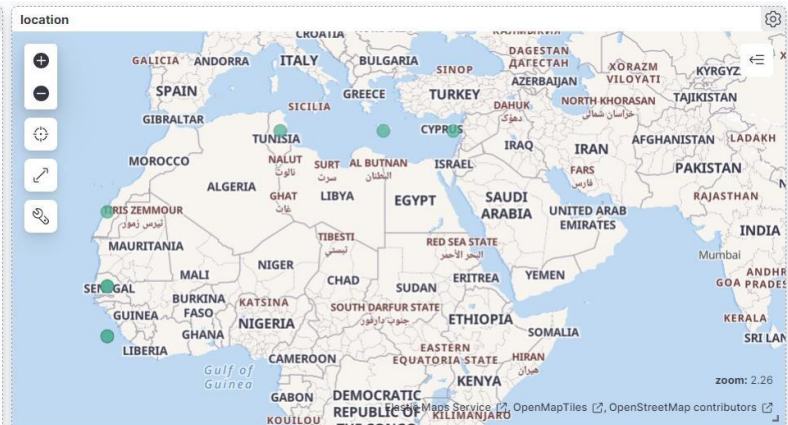 location
CROATIA
GALICIA
ANDORRA
ITALY
BULGARIA
SINOP
DAGESTAN
ДАГЕСТАН
AZERBAIJAN
XORAZM
VILOYATI
KYRGYZ
SPAIN
GREECE
TURKEY
DAHUK
دهۆک
NORTH KHORASAN
خراسان شمالی
TAJIKISTAN
SICILIA
GIBRALTAR
TUNISIA
CYPRUS
IRAQ
IRAN
AFGHANISTAN
LADAKH
MOROCCO
NALUT
نالوت
SURT
سرت
AL BUTNAN
البطنان
ISRAEL
FARS
فارس
PAKISTAN
ALGERIA
GHAT
غات
LIBYA
EGYPT
SAUDI
ARABIA
UNITED ARAB
EMIRATES
RAJASTHAN
TIRIS ZEMMOUR
تيرس زمور
MAURITANIA
TIBESTI
تبستي
RED SEA STATE
البحر الأحمر
INDIA
Mumbai
MALI
NIGER
CHAD
SUDAN
ERITREA
YEMEN
ANDHR
GOA
PRADES
SENEGAL
BURKINA
FASO
KATSINA
SOUTH DARFUR STATE
جنوب دارفور
GUINEA
GHANA
NIGERIA
ETHIOPIA
SOMALIA
KERALA
SRI LAN
LIBERIA
CAMEROON
EASTERN
EQUATORIA STATE
HIRAN
هيران
Gulf of
Guinea
GABON
DEMOCRATIC
REPUBLIC OF
KENYA
zoom: 2.26
KOUILOU
KILIMANJARO
Elastic Maps Service, OpenMapTiles, OpenStreetMap contributors